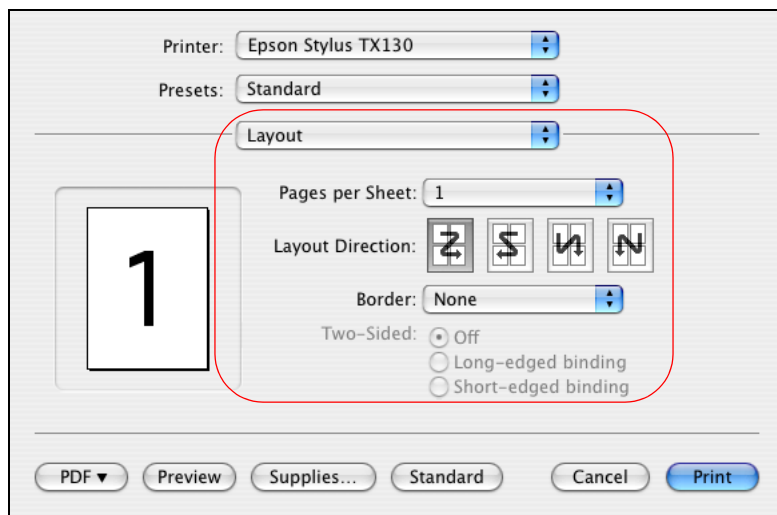 Printer: Epson Stylus TX130
Presets: Standard
Layout
Pages per Sheet: 1
Layout Direction:
Border: None
Two-Sided: Off
Long-edged binding
Short-edged binding
1
PDF▼ Preview Supplies... Standard Cancel Print